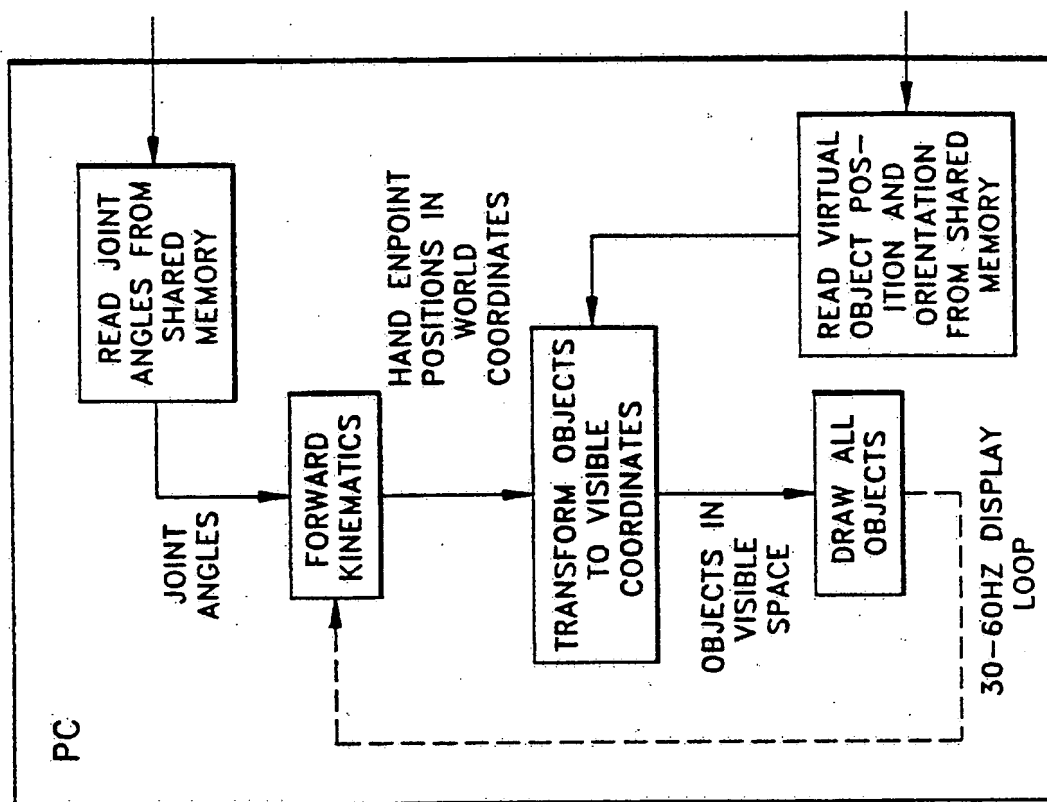 PC
READ JOINT
ANGLES FROM
SHARED
MEMORY
JOINT
ANGLES
FORWARD
KINEMATICS
HAND ENPOINT
POSITIONS IN
WORLD
COORDINATES
TRANSFORM OBJECTS
TO VISIBLE
COORDINATES
OBJECTS IN
VISIBLE
SPACE
READ VIRTUAL
OBJECT POS–
ITION AND
ORIENTATION
FROM SHARED
MEMORY
DRAW ALL
OBJECTS
30–60HZ DISPLAY
LOOP